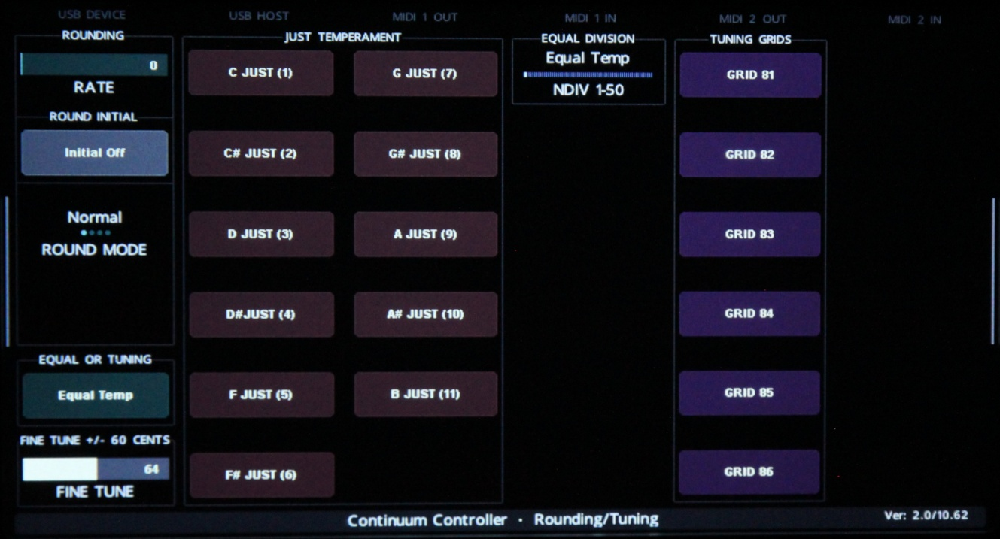 USB DEVICE
USB HOST
MIDI 1 OUT
MIDI 1 IN
MIDI 2 OUT
MIDI 2 IN
ROUNDING
0
RATE
ROUND INITIAL
Initial Off
Normal
ROUND MODE
EQUAL OR TUNING
Equal Temp
FINE TUNE +/- 60 CENTS
64
FINE TUNE
JUST TEMPERAMENT
C JUST (1)
G JUST (7)
C# JUST (2)
G# JUST (8)
D JUST (3)
A JUST (9)
D#JUST (4)
A# JUST (10)
F JUST (5)
B JUST (11)
F# JUST (6)
EQUAL DIVISION
Equal Temp
NDIV 1-50
TUNING GRIDS
GRID 81
GRID 82
GRID 83
GRID 84
GRID 85
GRID 86
Continuum Controller · Rounding/Tuning
Ver: 2.0/10.62